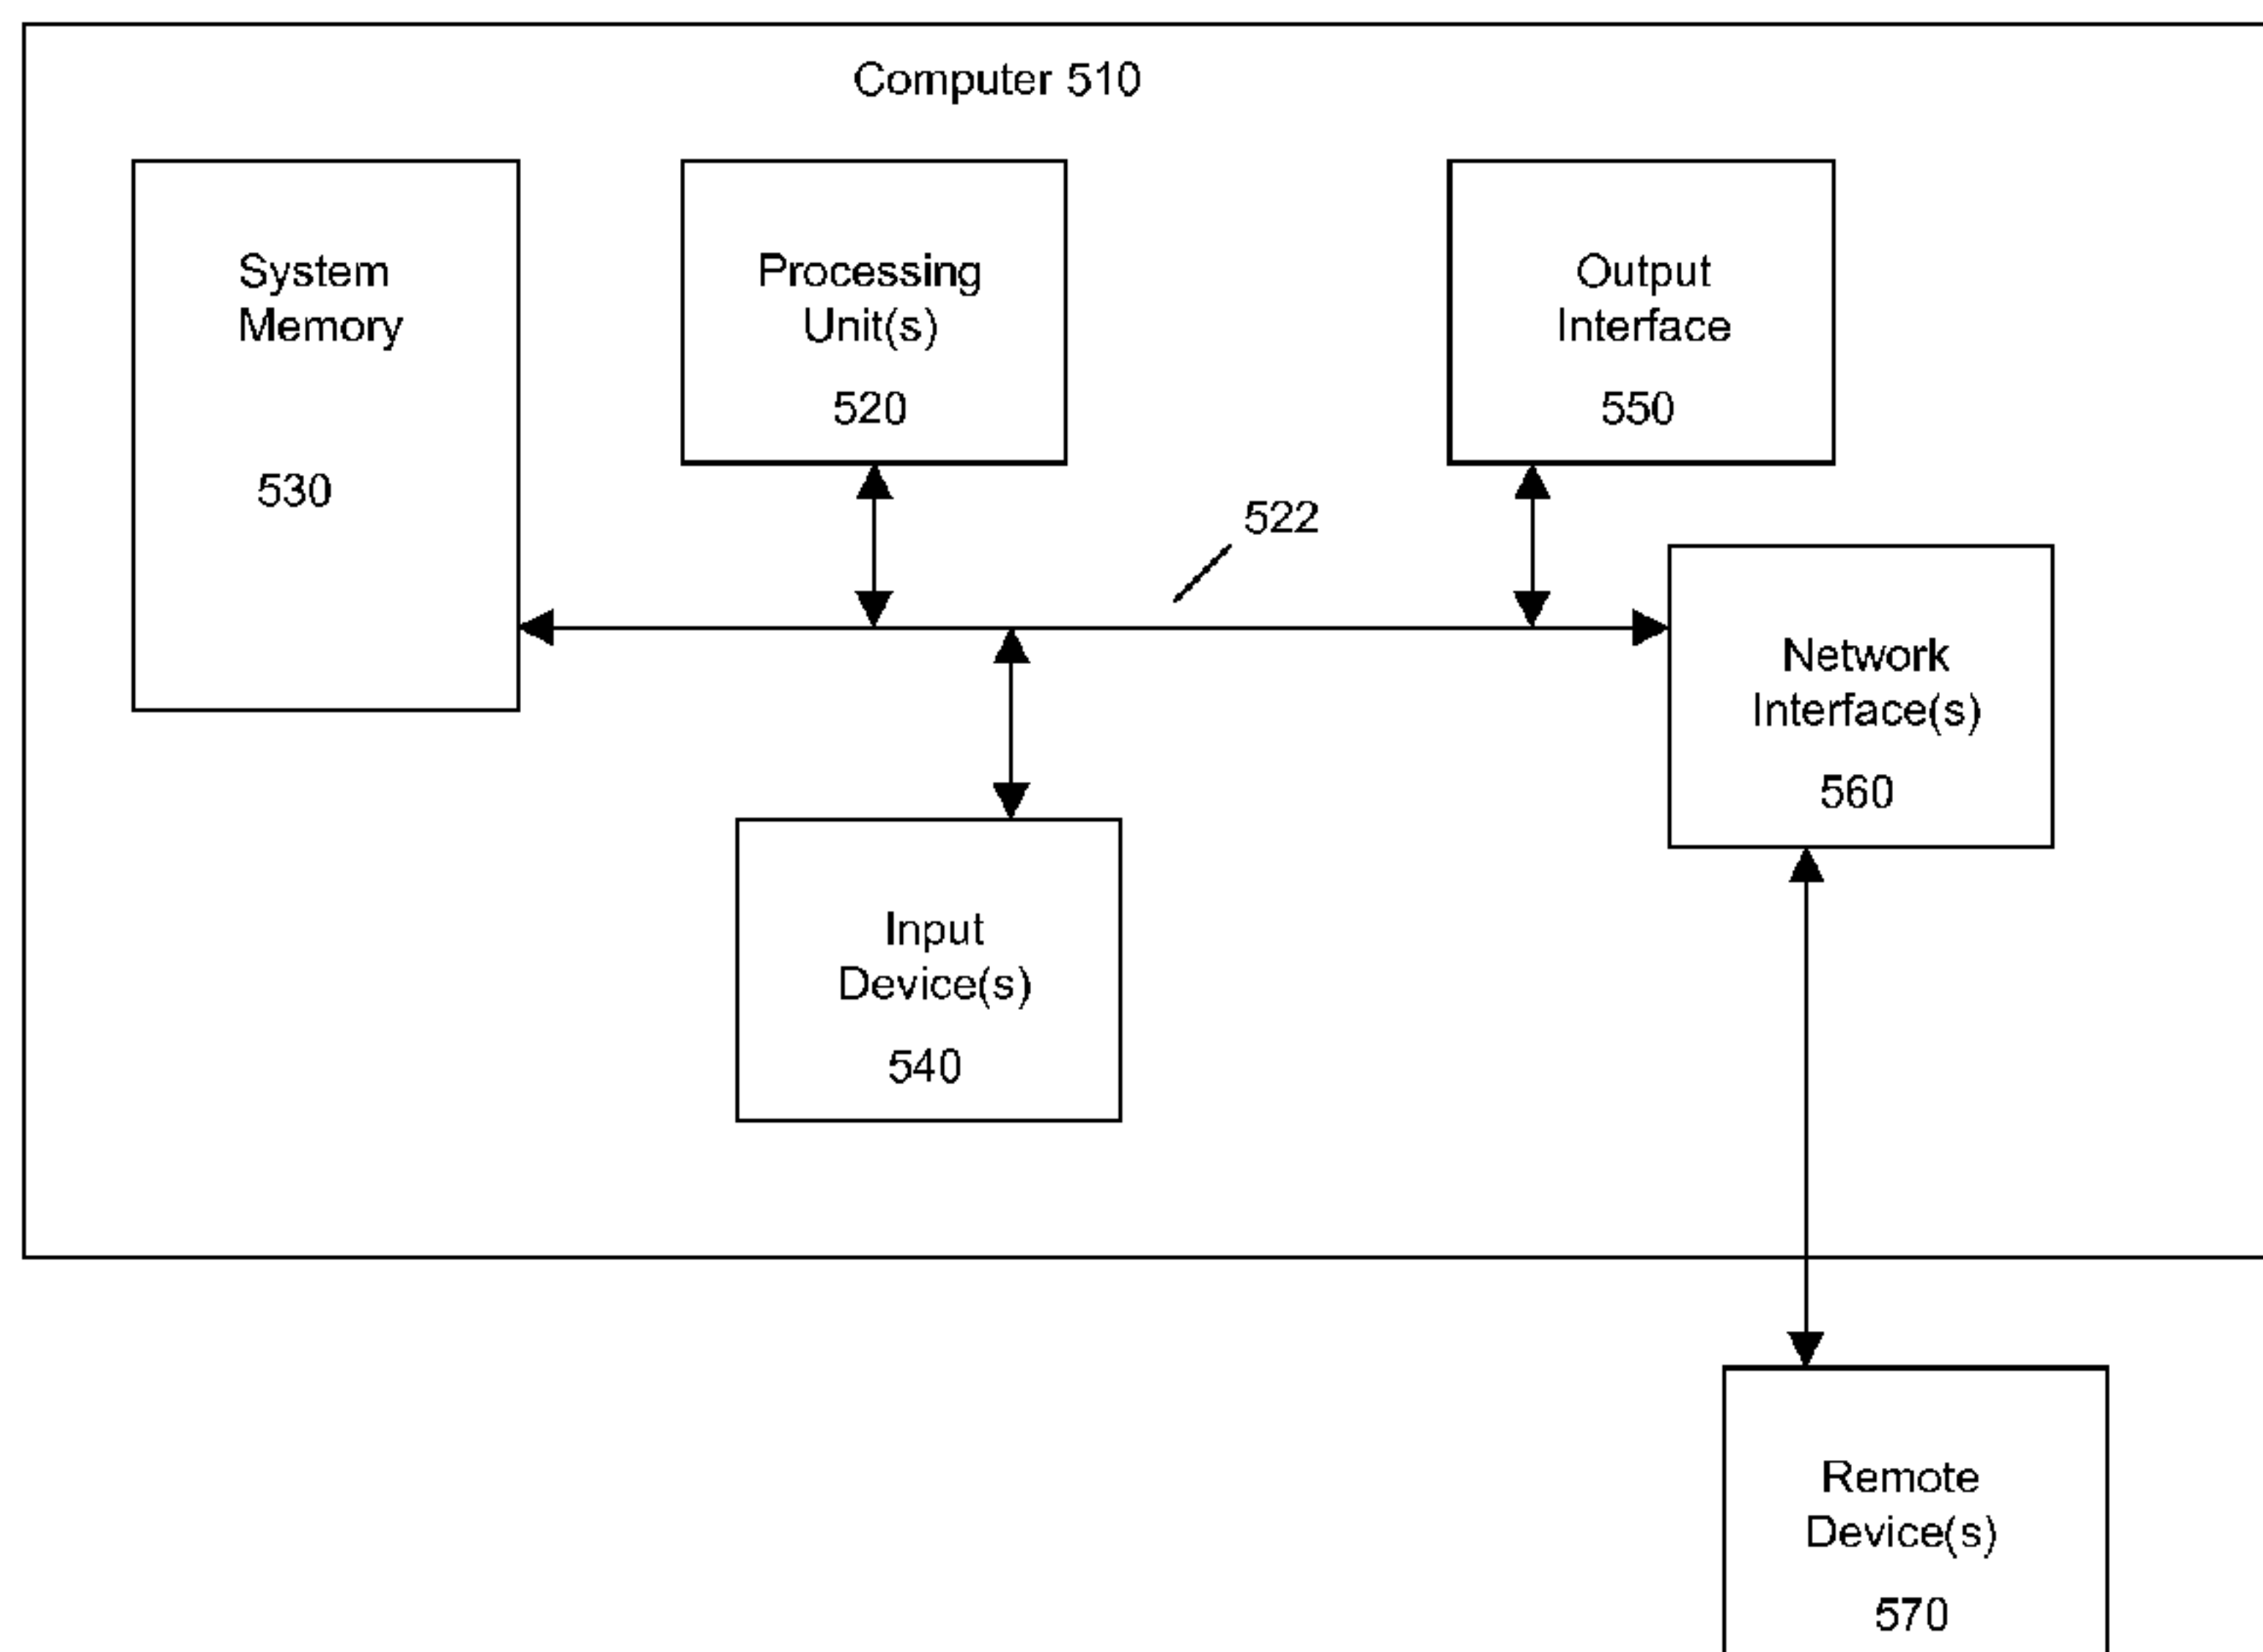 Computer 510
System
Memory
530
Processing
Unit(s)
520
Output
Interface
550
522
Network
Interface(s)
560
Input
Device(s)
540
Remote
Device(s)
570